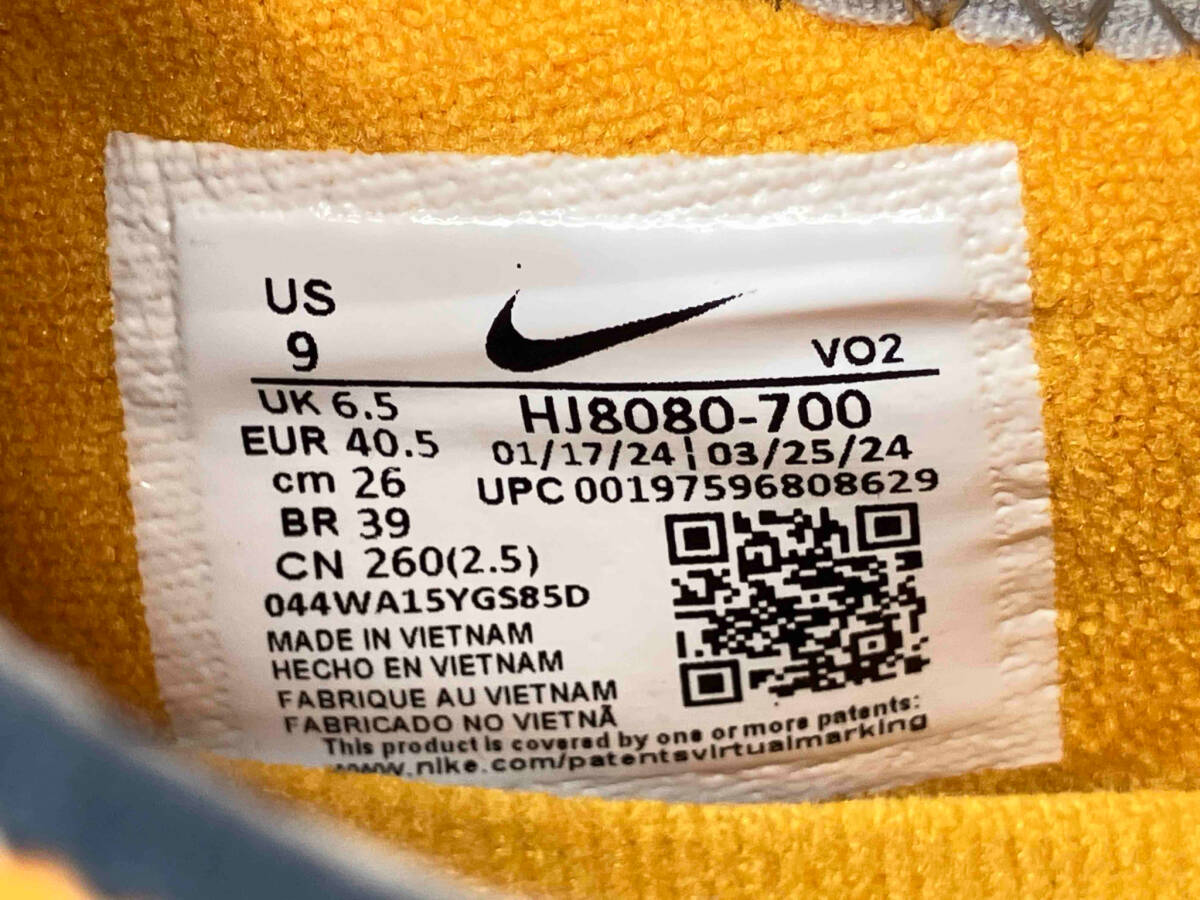 US
9
VO2
UK 6.5
HJ8080-700
EUR 40.5
01/17/24 | 03/25/24
cm 26
UPC 00197596808629
BR 39
CN 260(2.5)
044WA15YGS85D
MADE IN VIETNAM
HECHO EN VIETNAM
FABRIQUE AU VIETNAM
FABRICADO NO VIETNÃ
This product is covered by one or more patents:
www.nike.com/patentsvirtualmarking